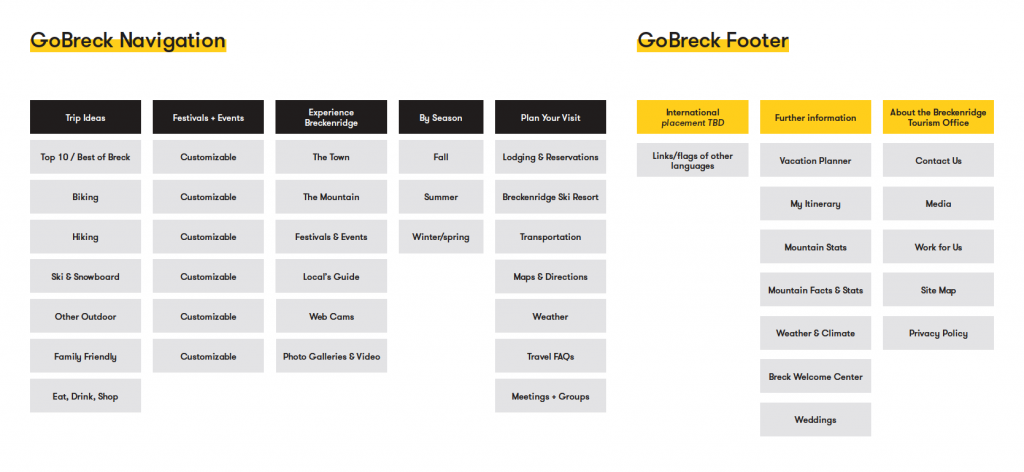 GoBreck Navigation
Trip Ideas
Top 10 / Best of Breck
Biking
Hiking
Ski & Snowboard
Other Outdoor
Family Friendly
Eat, Drink, Shop
Festivals + Events
Customizable
Customizable
Customizable
Customizable
Customizable
Customizable
Experience
Breckenridge
The Town
The Mountain
Festivals & Events
Local's Guide
Web Cams
Photo Galleries & Video
By Season
Fall
Summer
Winter/spring
Plan Your Visit
Lodging & Reservations
Breckenridge Ski Resort
Transportation
Maps & Directions
Weather
Travel FAQs
Meetings + Groups
GoBreck Footer
International
placement TBD
Links/flags of other
languages
Further information
Vacation Planner
My Itinerary
Mountain Stats
Mountain Facts & Stats
Weather & Climate
Breck Welcome Center
Weddings
About the Breckenridge
Tourism Office
Contact Us
Media
Work for Us
Site Map
Privacy Policy